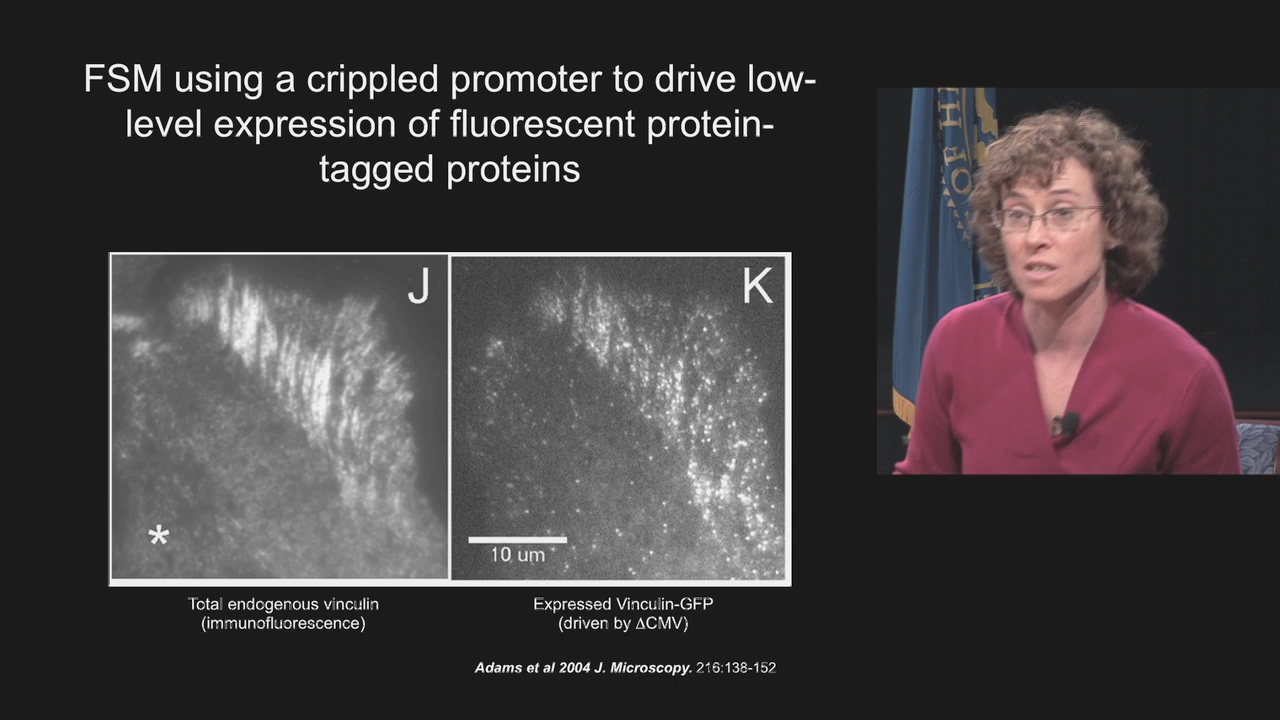 FSM using a crippled promoter to drive low-
level expression of fluorescent protein-
tagged proteins
J
K
*
10 um
Total endogenous vinculin
(immunofluorescence)
Expressed Vinculin-GFP
(driven by ΔCMV)
Adams et al 2004 J. Microscopy. 216:138-152